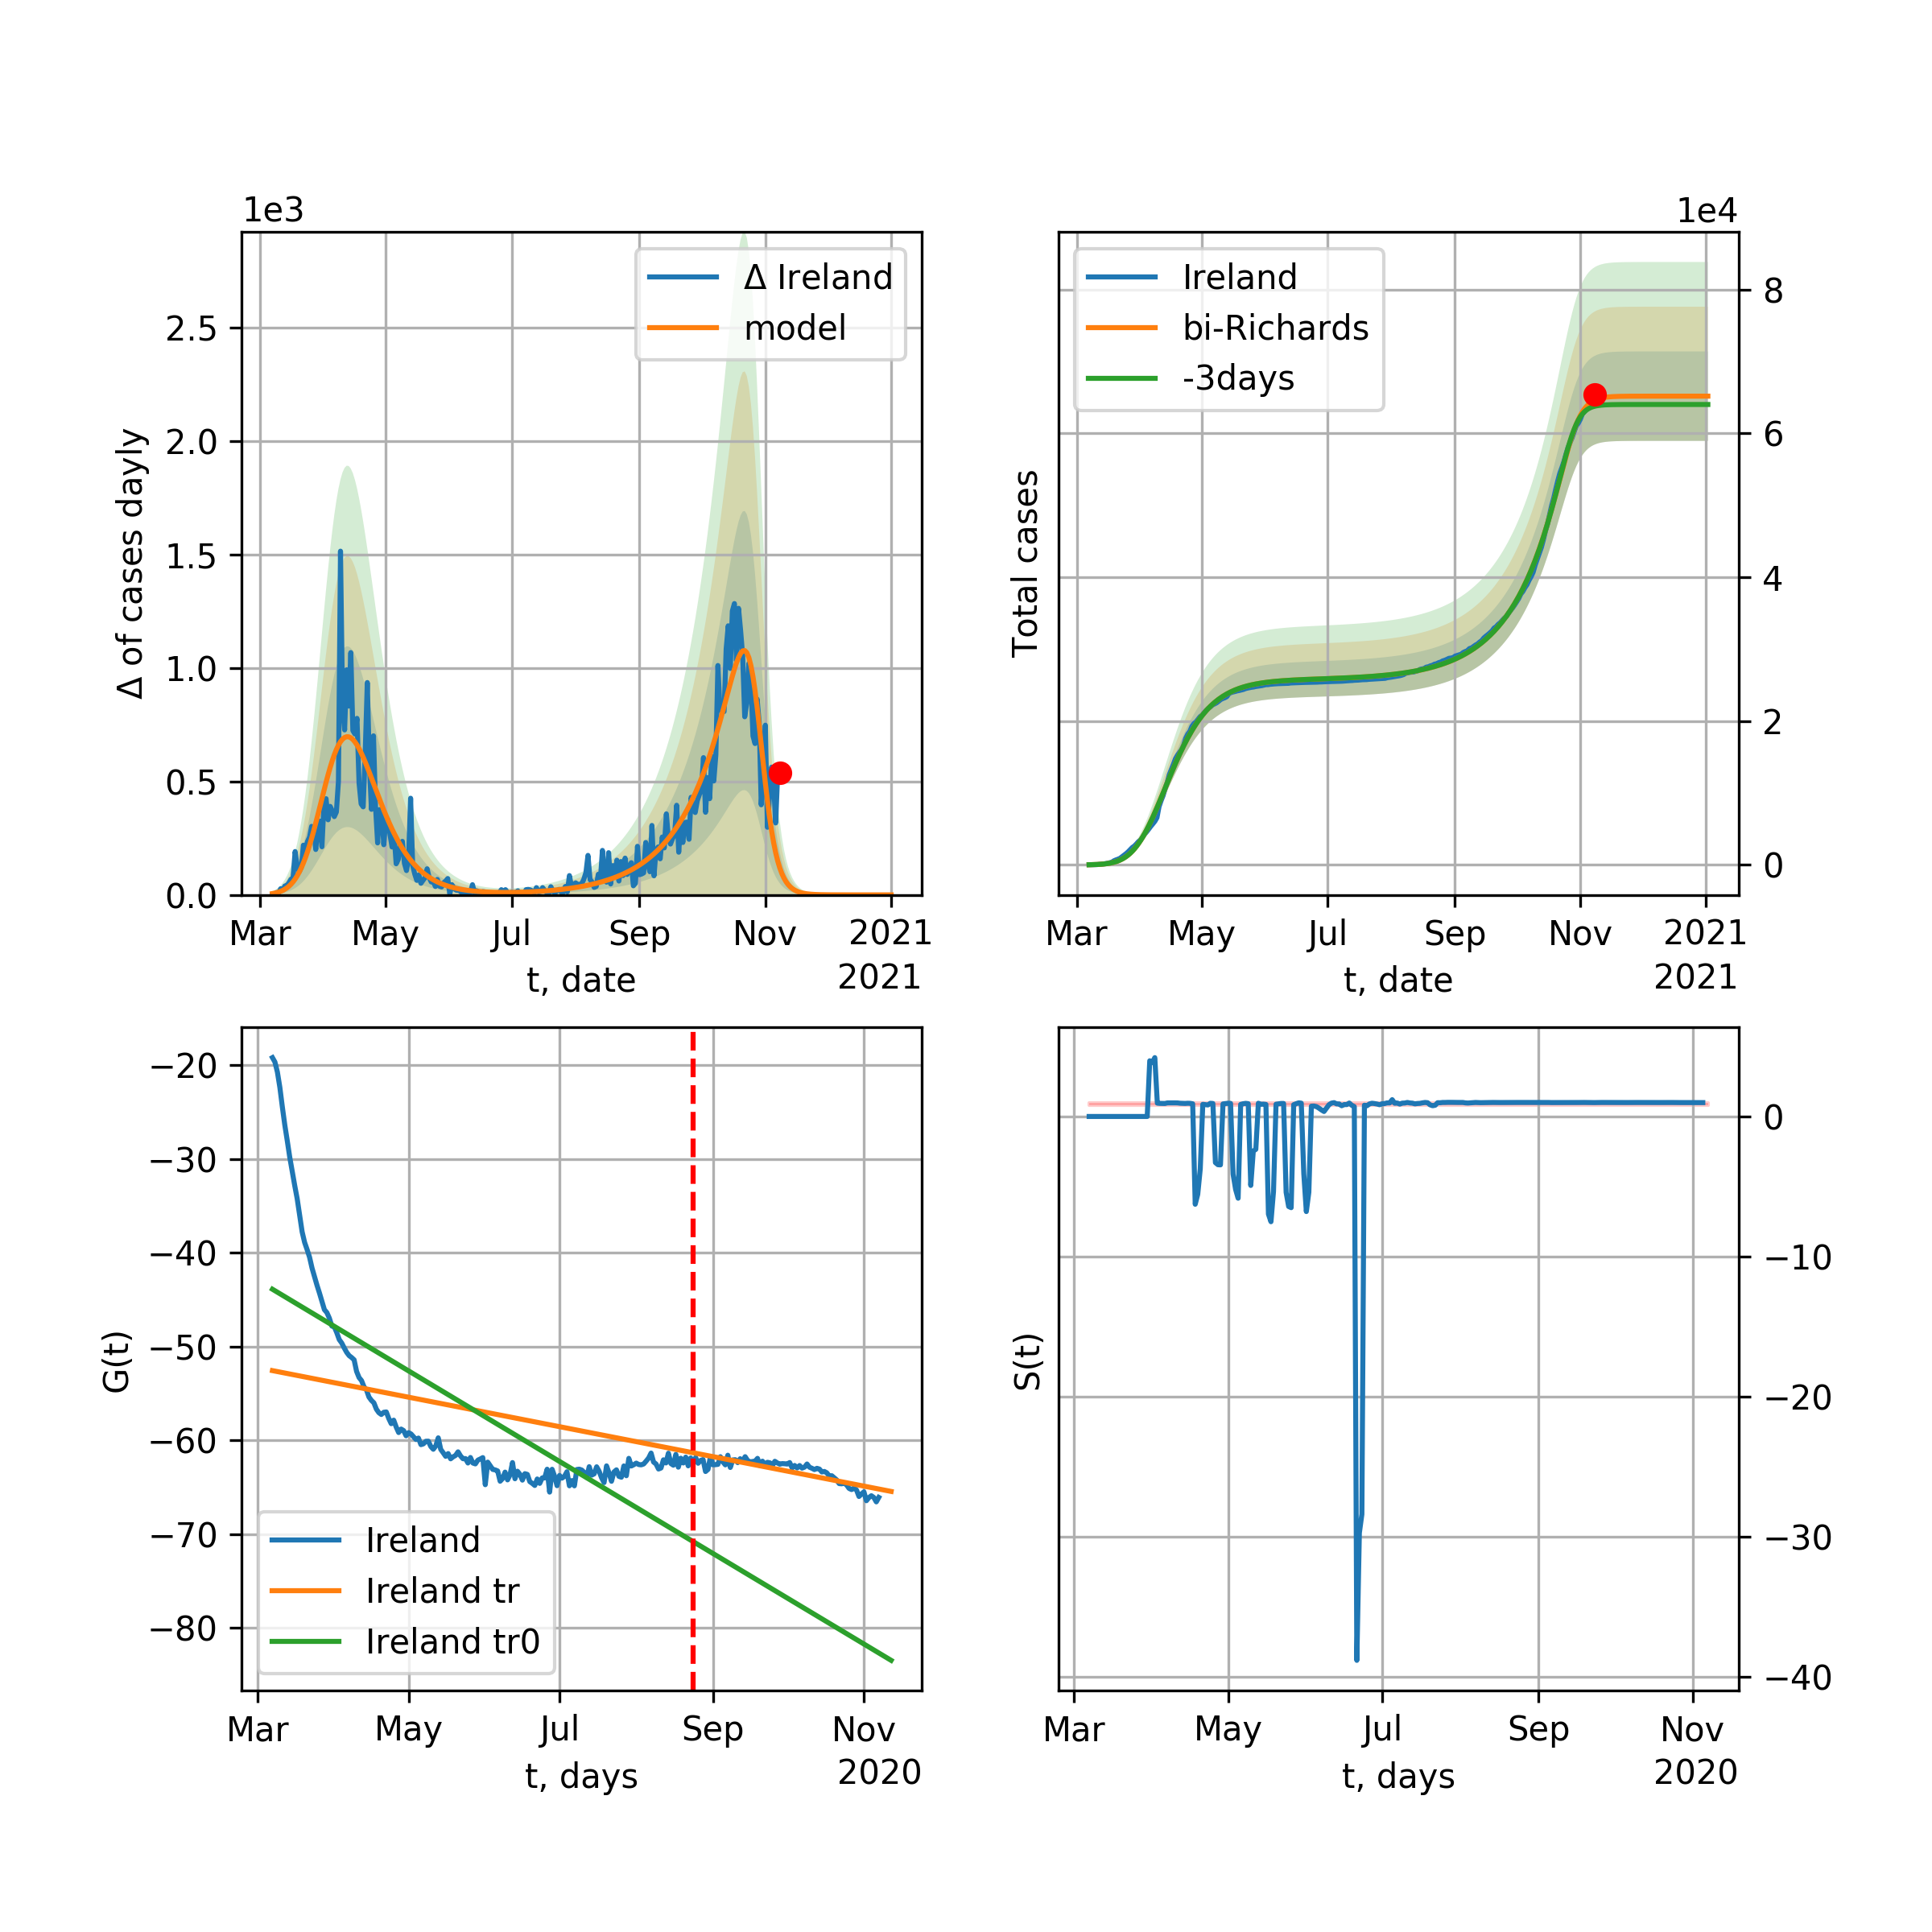 1e3
Δ of cases dayly
2.5
2.0
1.5
1.0
0.5
0.0
Δ Ireland
model
Mar May Jul Sep Nov 2021
t, date 2021
1e4
Total cases
Ireland
bi-Richards
-3days
8
6
4
2
0
Mar May Jul Sep Nov 2021
t, date 2021
G(t)
−20
−30
−40
−50
−60
−70
−80
Ireland
Ireland tr
Ireland tr0
Mar May Jul Sep Nov
t, days 2020
S(t)
0
−10
−20
−30
−40
Mar May Jul Sep Nov
t, days 2020